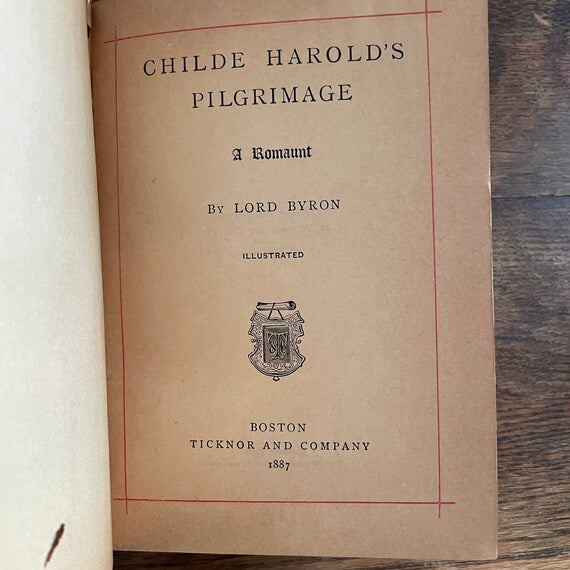 CHILDE HAROLD'S
PILGRIMAGE
A Romaunt
By LORD BYRON
ILLUSTRATED
BOSTON
TICKNOR AND COMPANY
1887